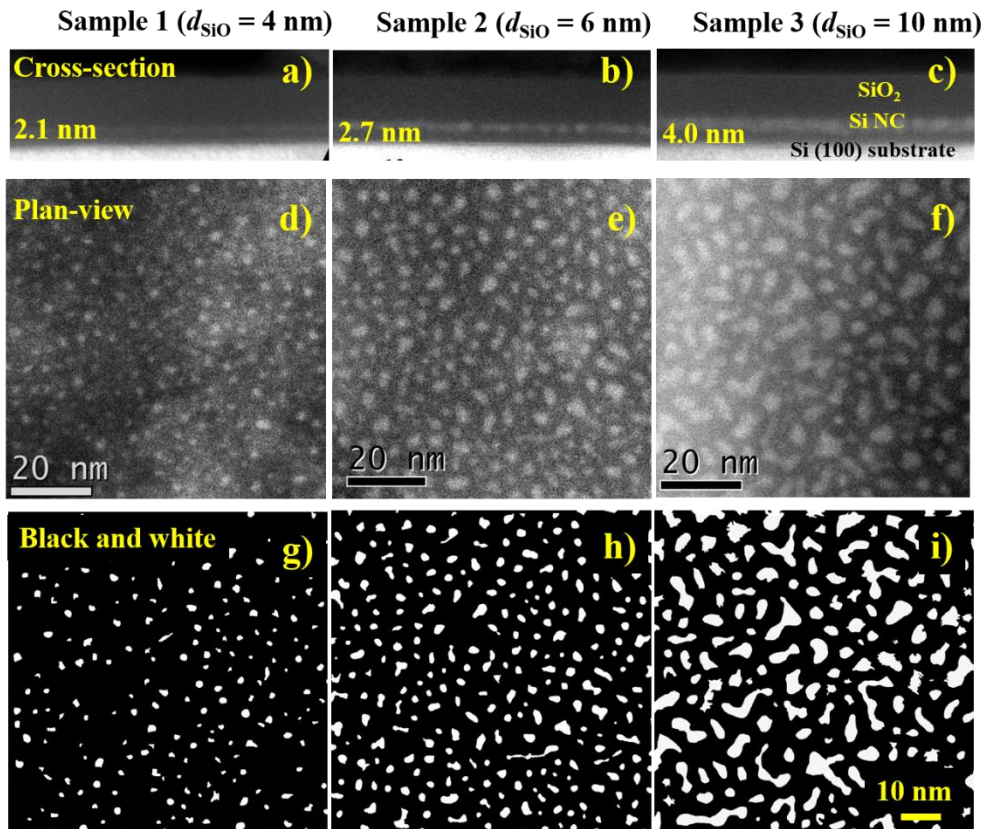 Sample 1 (dSiO = 4 nm)
Sample 2 (dSiO = 6 nm)
Sample 3 (dSiO = 10 nm)
Cross-section
a)
2.1 nm
b)
2.7 nm
c)
SiO2
Si NC
4.0 nm
Si (100) substrate
Plan-view
d)
20 nm
e)
20 nm
f)
20 nm
Black and white
g)
h)
i)
10 nm